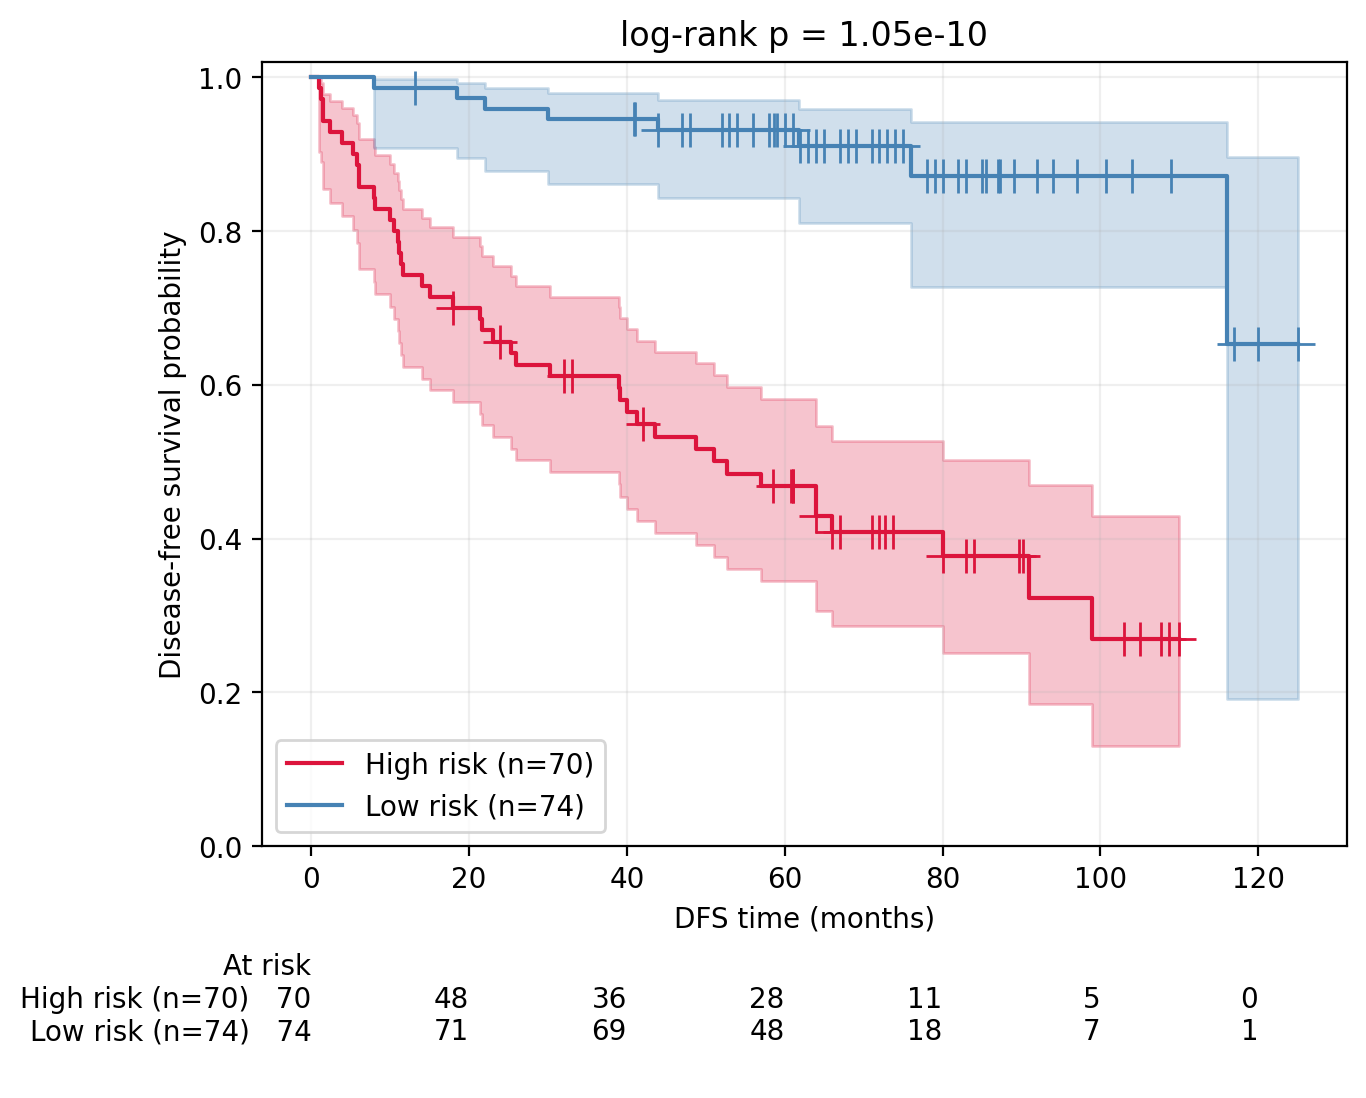 log-rank p = 1.05e-10
Disease-free survival probability
1.0
0.8
0.6
0.4
0.2
0.0
High risk (n=70)
Low risk (n=74)
0 20 40 60 80 100 120
DFS time (months)
At risk
High risk (n=70) 70 48 36 28 11 5 0
Low risk (n=74) 74 71 69 48 18 7 1